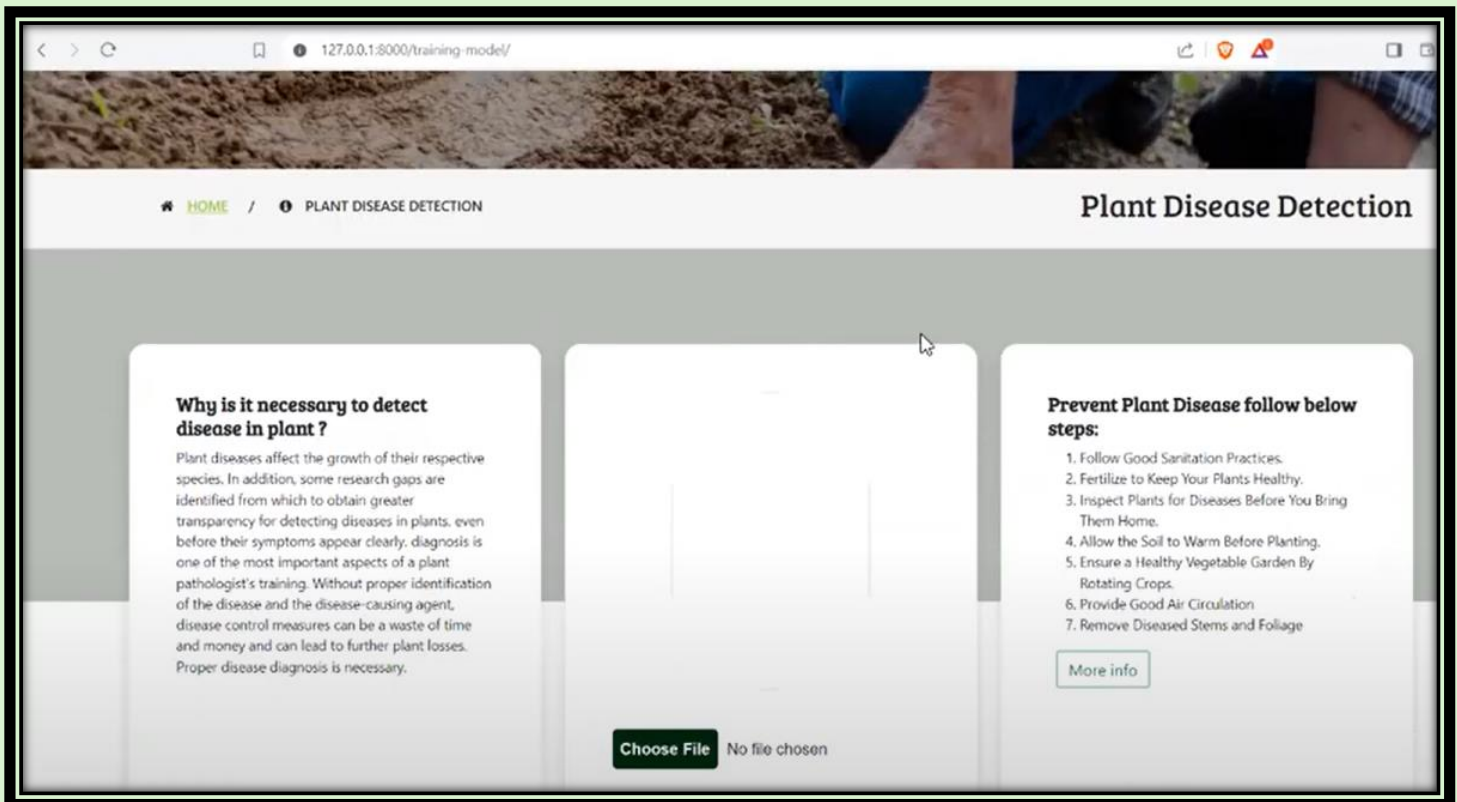 127.0.0.1:8000/training-model/
HOME / PLANT DISEASE DETECTION
Plant Disease Detection
Why is it necessary to detect
disease in plant ?
Plant diseases affect the growth of their respective
species. In addition, some research gaps are
identified from which to obtain greater
transparency for detecting diseases in plants, even
before their symptoms appear clearly. diagnosis is
one of the most important aspects of a plant
pathologist's training. Without proper identification
of the disease and the disease-causing agent,
disease control measures can be a waste of time
and money and can lead to further plant losses.
Proper disease diagnosis is necessary.
Choose File No file chosen
Prevent Plant Disease follow below
steps:
1. Follow Good Sanitation Practices.
2. Fertilize to Keep Your Plants Healthy.
3. Inspect Plants for Diseases Before You Bring
Them Home.
4. Allow the Soil to Warm Before Planting.
5. Ensure a Healthy Vegetable Garden By
Rotating Crops.
6. Provide Good Air Circulation
7. Remove Diseased Stems and Foliage
More info